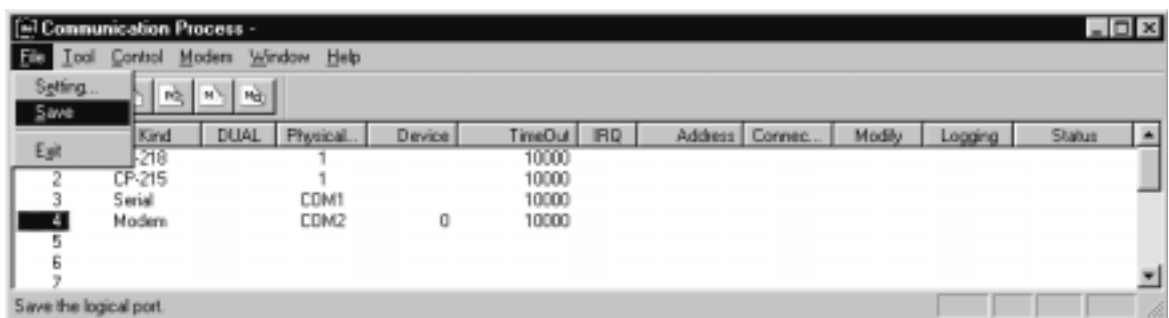 Communication Process -
File Tool Control Modem Window Help
Setting...
Save
Exit
Kind DUAL Physical... Device TimeOut IRQ Address Connec... Modify Logging Status
-218 1 10000
2 CP-215 1 10000
3 Serial COM1 10000
4 Modem COM2 0 10000
5
6
7
Save the logical port.